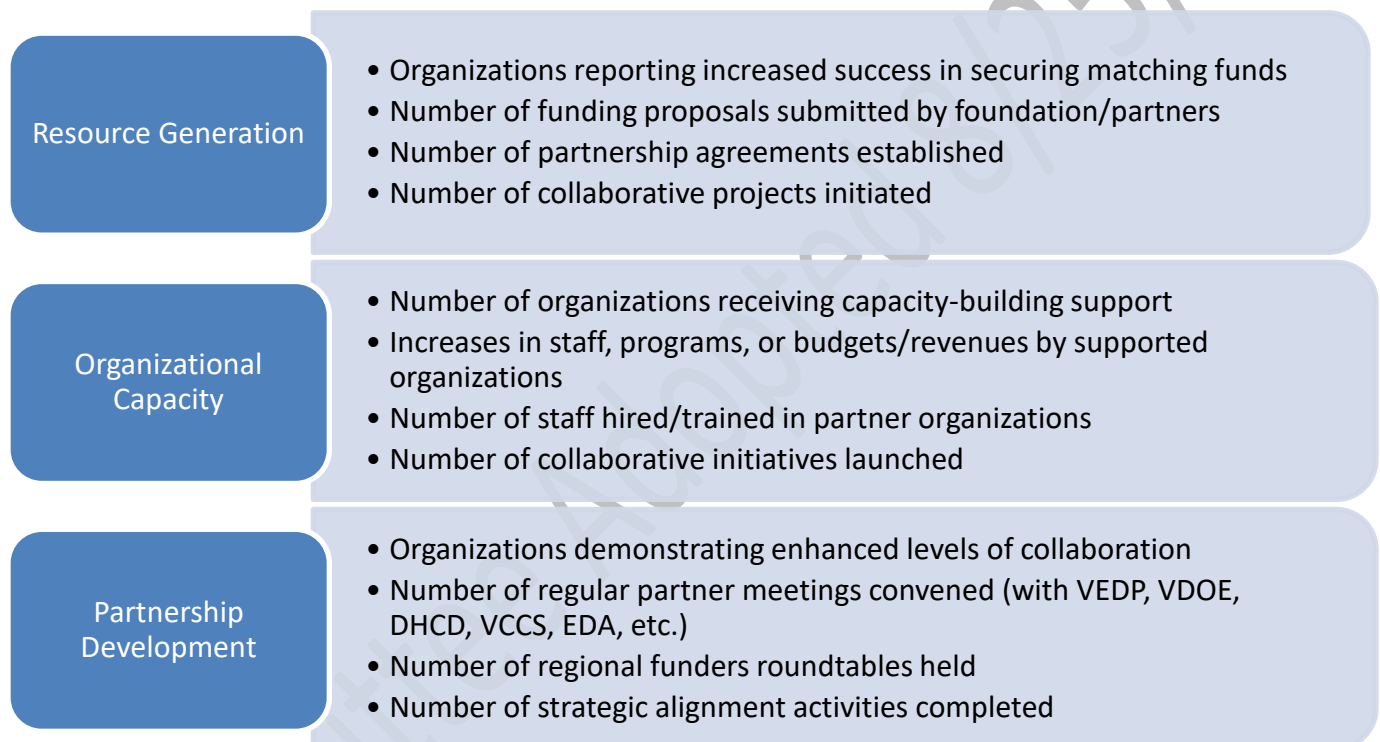 Resource Generation
• Organizations reporting increased success in securing matching funds
• Number of funding proposals submitted by foundation/partners
• Number of partnership agreements established
• Number of collaborative projects initiated
Organizational
Capacity
• Number of organizations receiving capacity-building support
• Increases in staff, programs, or budgets/revenues by supported
organizations
• Number of staff hired/trained in partner organizations
• Number of collaborative initiatives launched
Partnership
Development
• Organizations demonstrating enhanced levels of collaboration
• Number of regular partner meetings convened (with VEDP, VDOE,
DHCD, VCCS, EDA, etc.)
• Number of regional funders roundtables held
• Number of strategic alignment activities completed
Adopted 8/25/